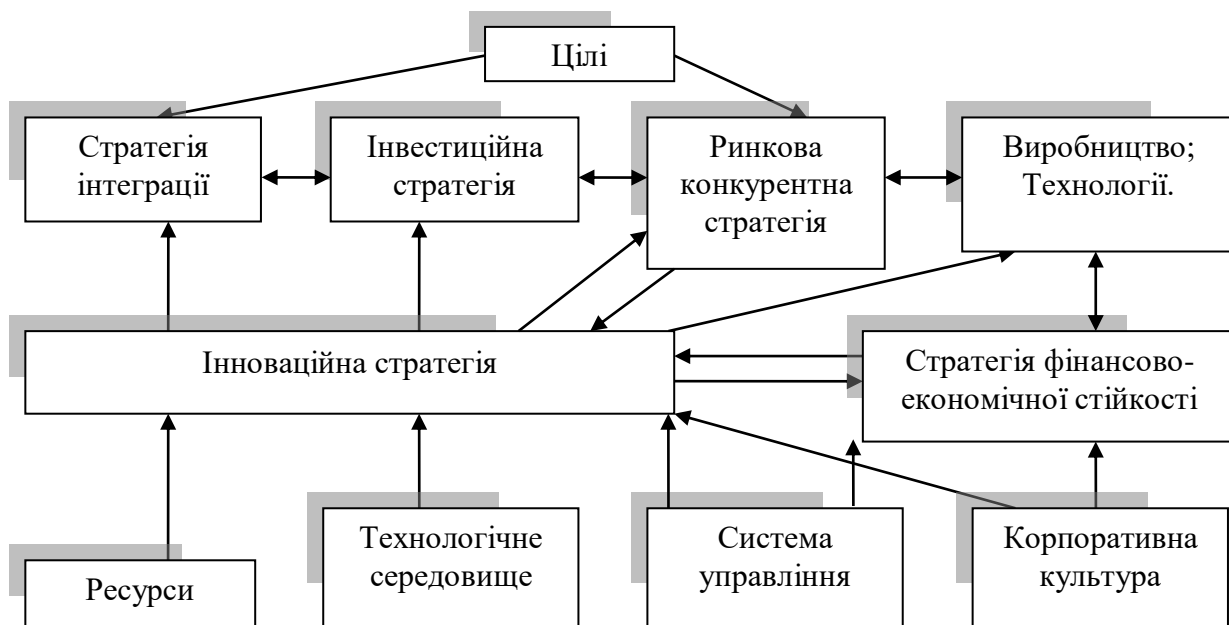 Цілі
Стратегія
інтеграції
Інвестиційна
стратегія
Ринкова
конкурентна
стратегія
Виробництво;
Технології.
Інноваційна стратегія
Стратегія фінансово-
економічної стійкості
Ресурси
Технологічне
середовище
Система
управління
Корпоративна
культура